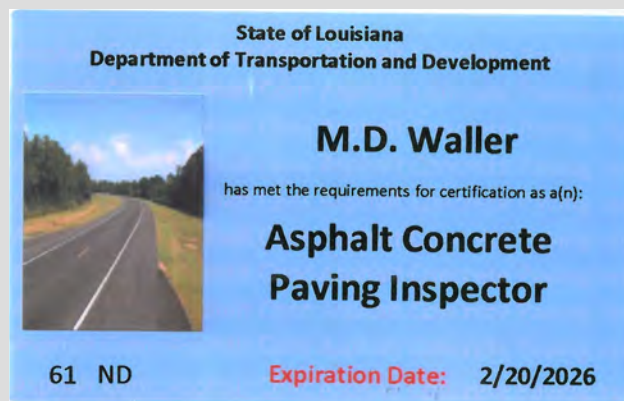 State of Louisiana
Department of Transportation and Development
M.D. Waller
has met the requirements for certification as a(n):
Asphalt Concrete
Paving Inspector
61 ND
Expiration Date: 2/20/2026